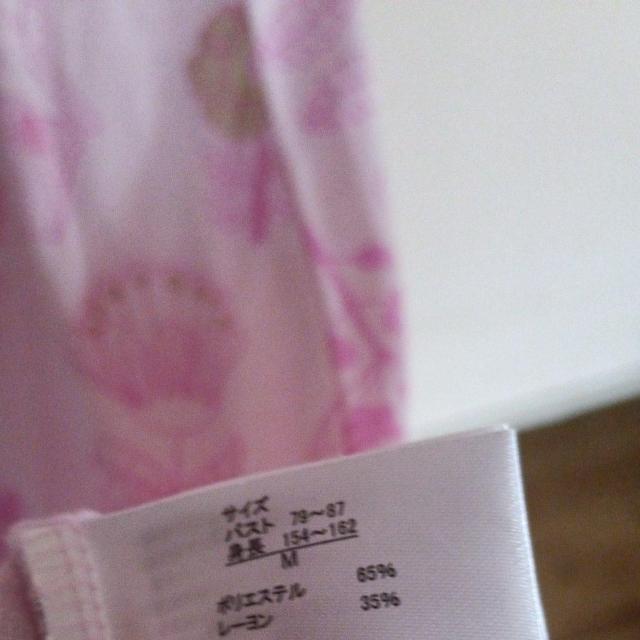 サイズ
バスト 79〜87
身長 154〜162
M
ポリエステル 65%
レーヨン 35%